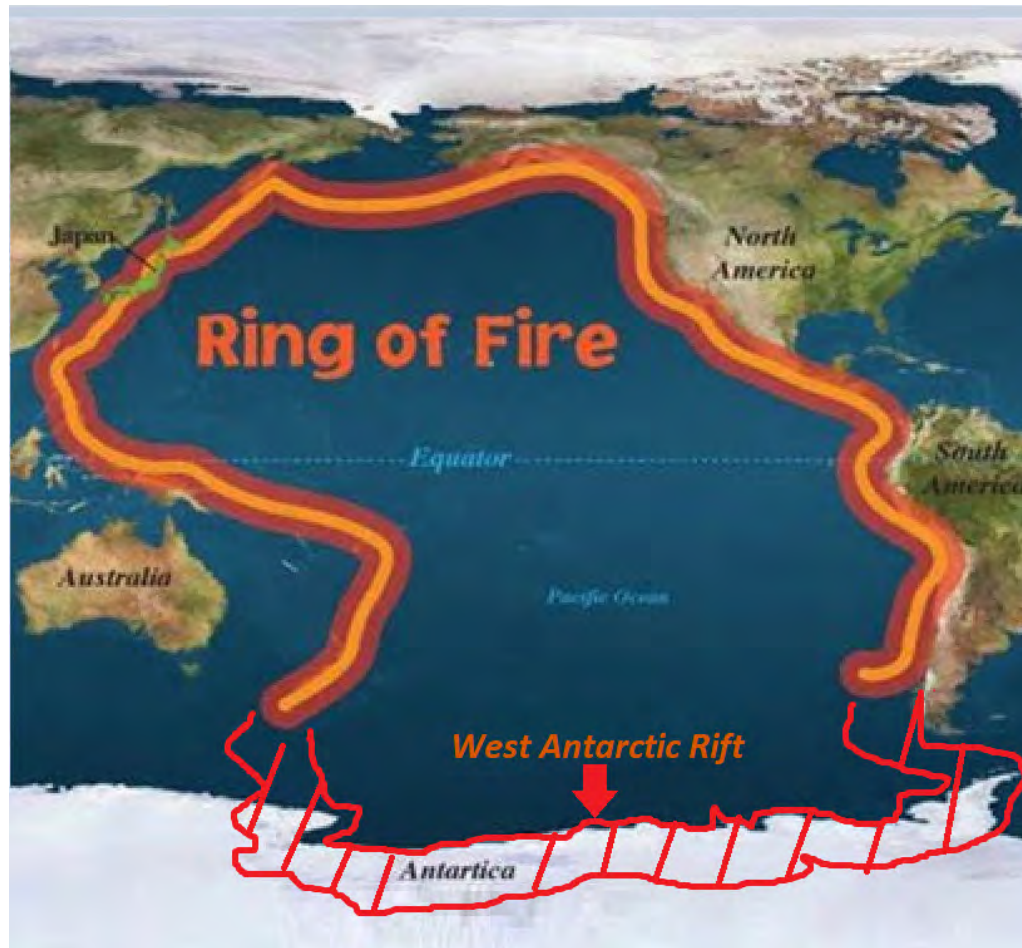 Japan
North
America
Ring of Fire
Equator
South
America
Australia
Pacific Ocean
West Antarctic Rift
Antartica